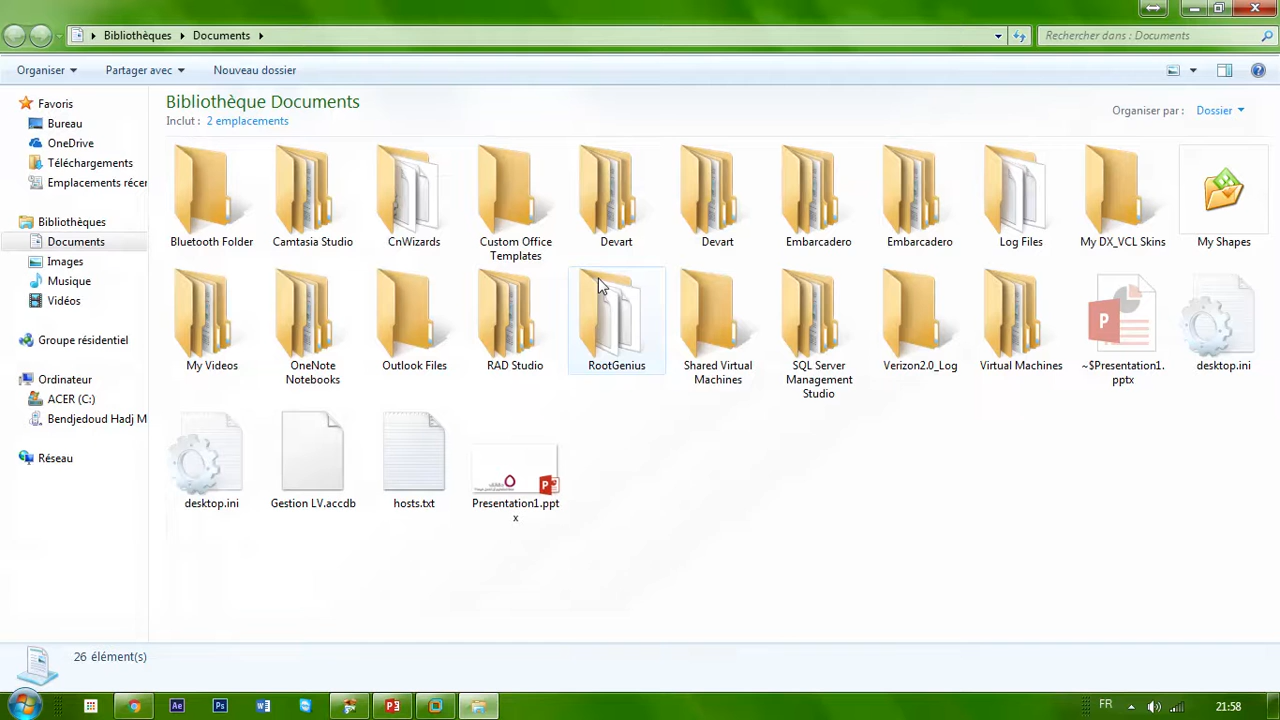 Bibliothèques Documents
Rechercher dans : Documents
Organiser Partager avec Nouveau dossier
Favoris
Bureau
OneDrive
Téléchargements
Emplacements récer
Bibliothèques
Documents
Images
Musique
Vidéos
Groupe résidentiel
Ordinateur
ACER (C:)
Bendjedoud Hadj M
Réseau
Bibliothèque Documents
Inclut : 2 emplacements
Organiser par : Dossier
Bluetooth Folder
Camtasia Studio
CnWizards
Custom Office
Templates
Devart
Devart
Embarcadero
Embarcadero
Log Files
My DX_VCL Skins
My Shapes
My Videos
OneNote
Notebooks
Outlook Files
RAD Studio
RootGenius
Shared Virtual
Machines
SQL Server
Management
Studio
Verizon2.0_Log
Virtual Machines
~$Presentation1.
pptx
desktop.ini
desktop.ini
Gestion LV.accdb
hosts.txt
Presentation1.ppt
x
26 élément(s)
Ae Ps W P3 FR 21:58